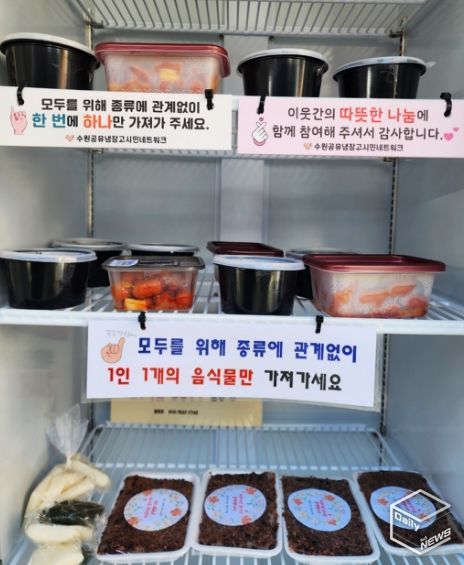 모두를 위해 종류에 관계없이
한 번에 하나만 가져가 주세요.
수원공유냉장고시민네트워크
이웃간의 따뜻한 나눔에
함께 참여해 주셔서 감사합니다.
수원공유냉장고시민네트워크
모두를 위해 종류에 관계없이
1인 1개의 음식물만 가져가세요
Daily
NEWS